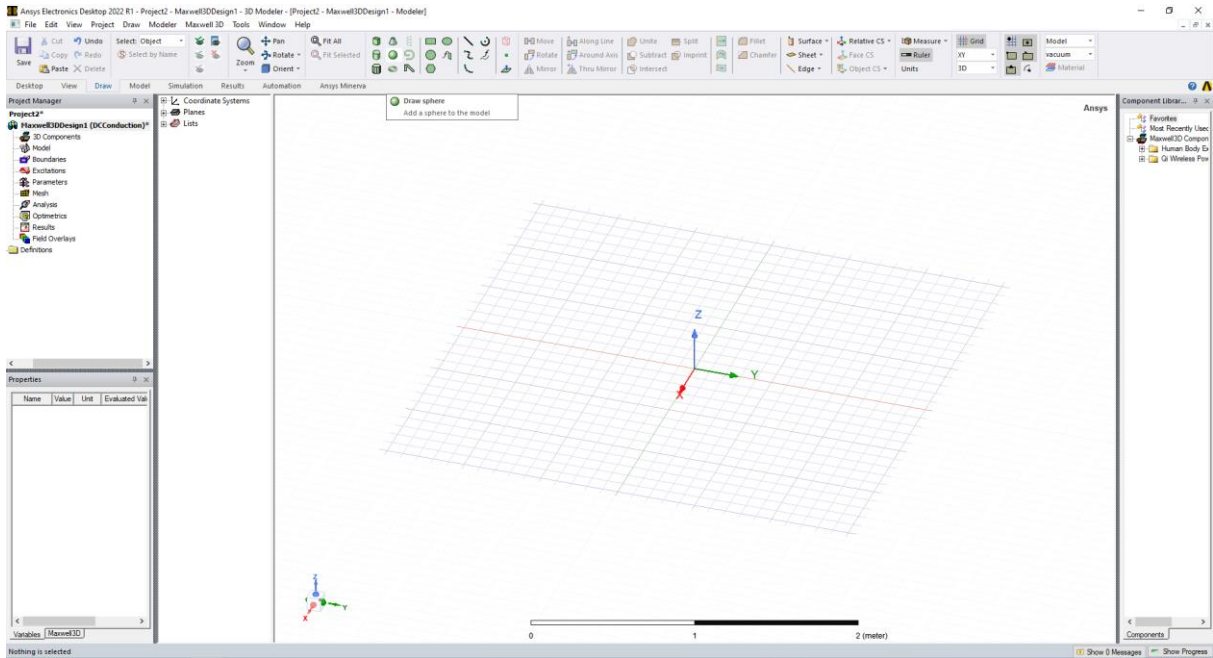 Ansys Electronics Desktop 2022 R1 - Project2 - Maxwell3DDesign1 - 3D Modeler - [Project2 - Maxwell3DDesign1 - Modeler]
File Edit View Project Draw Modeler Maxwell 3D Tools Window Help
Save
Cut Undo Select: Object
Copy Redo Select by Name
Paste Delete
Zoom
Pan Fit All
Rotate Fit Selected
Orient
Move Along Line Unite Split Fillet Surface Relative CS Measure Grid Model
Rotate Around Axis Subtract Imprint Chamfer Sheet Face CS Ruler XY vacuum
Mirror Thru Mirror Intersect Edge Object CS Units 3D Material
Desktop View Draw Model Simulation Results Automation Ansys Minerva
Project Manager
Project2*
Maxwell3DDesign1 (DCConduction)*
3D Components
Model
Boundaries
Excitations
Parameters
Mesh
Analysis
Optimetrics
Results
Field Overlays
Definitions
Coordinate Systems
Planes
Lists
Draw sphere
Add a sphere to the model
Ansys
Z
Y
X
Z
Y
X
0 1 2 (meter)
Component Librar...
Favorites
Most Recently Usec
Maxwell3D Compon
Human Body Ex
Qi Wireless Pow
Components
Properties
Name Value Unit Evaluated Val
Variables Maxwell3D
Nothing is selected
Show 0 Messages Show Progress